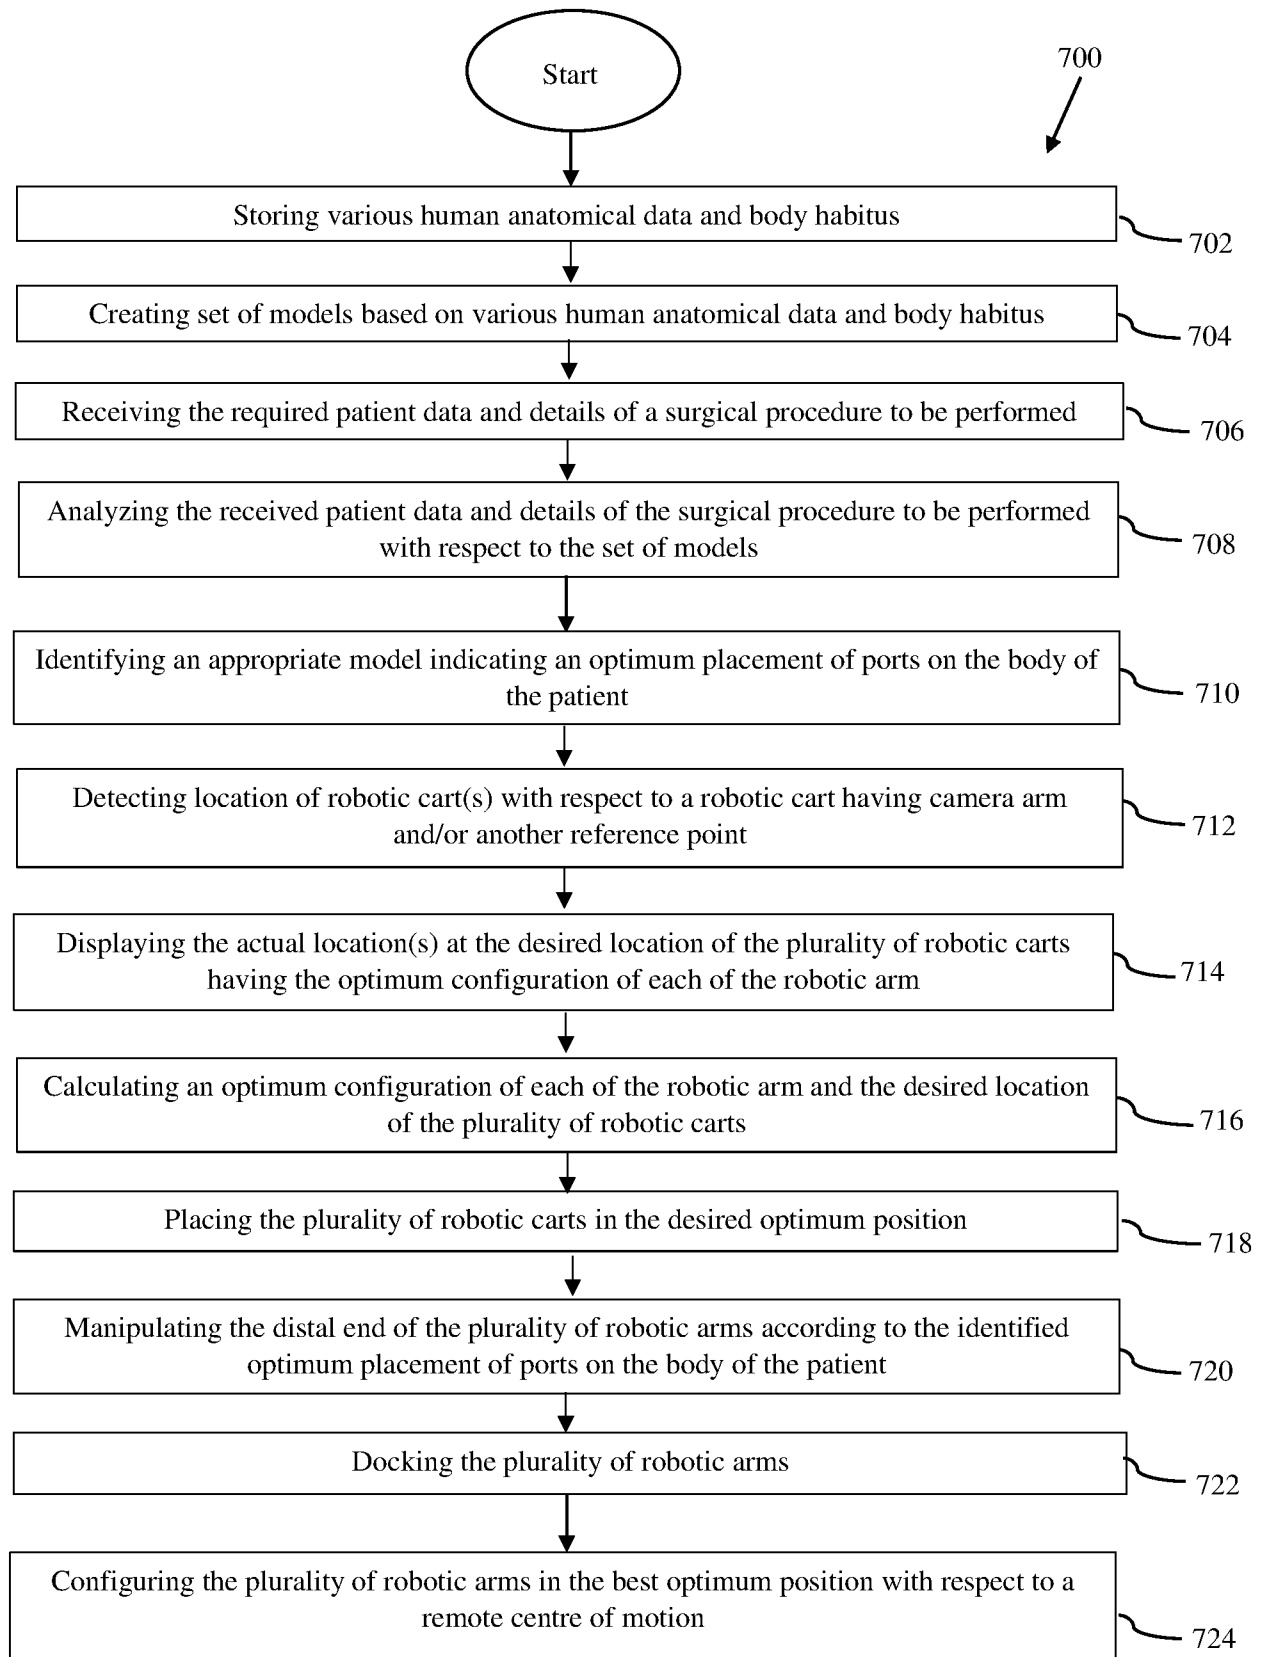 Start
700
Storing various human anatomical data and body habitus
702
Creating set of models based on various human anatomical data and body habitus
704
Receiving the required patient data and details of a surgical procedure to be performed
706
Analyzing the received patient data and details of the surgical procedure to be performed
with respect to the set of models
708
Identifying an appropriate model indicating an optimum placement of ports on the body of
the patient
710
Detecting location of robotic cart(s) with respect to a robotic cart having camera arm
and/or another reference point
712
Displaying the actual location(s) at the desired location of the plurality of robotic carts
having the optimum configuration of each of the robotic arm
714
Calculating an optimum configuration of each of the robotic arm and the desired location
of the plurality of robotic carts
716
Placing the plurality of robotic carts in the desired optimum position
718
Manipulating the distal end of the plurality of robotic arms according to the identified
optimum placement of ports on the body of the patient
720
Docking the plurality of robotic arms
722
Configuring the plurality of robotic arms in the best optimum position with respect to a
remote centre of motion
724